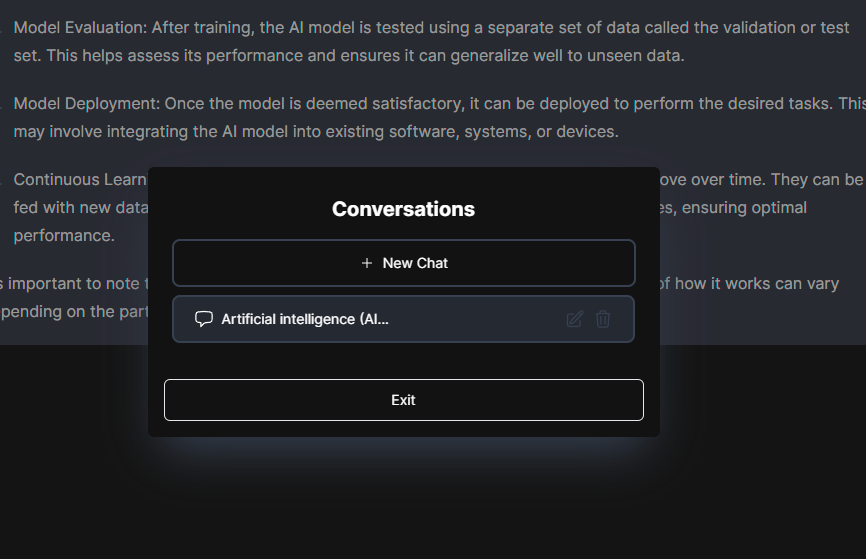 Model Evaluation: After training, the AI model is tested using a separate set of data called the validation or test
set. This helps assess its performance and ensures it can generalize well to unseen data.
Model Deployment: Once the model is deemed satisfactory, it can be deployed to perform the desired tasks. This
may involve integrating the AI model into existing software, systems, or devices.
Continuous Learn ove over time. They can be
fed with new data es, ensuring optimal
performance.
s important to note t of how it works can vary
pending on the part
Conversations
+ New Chat
Artificial intelligence (AI...
Exit